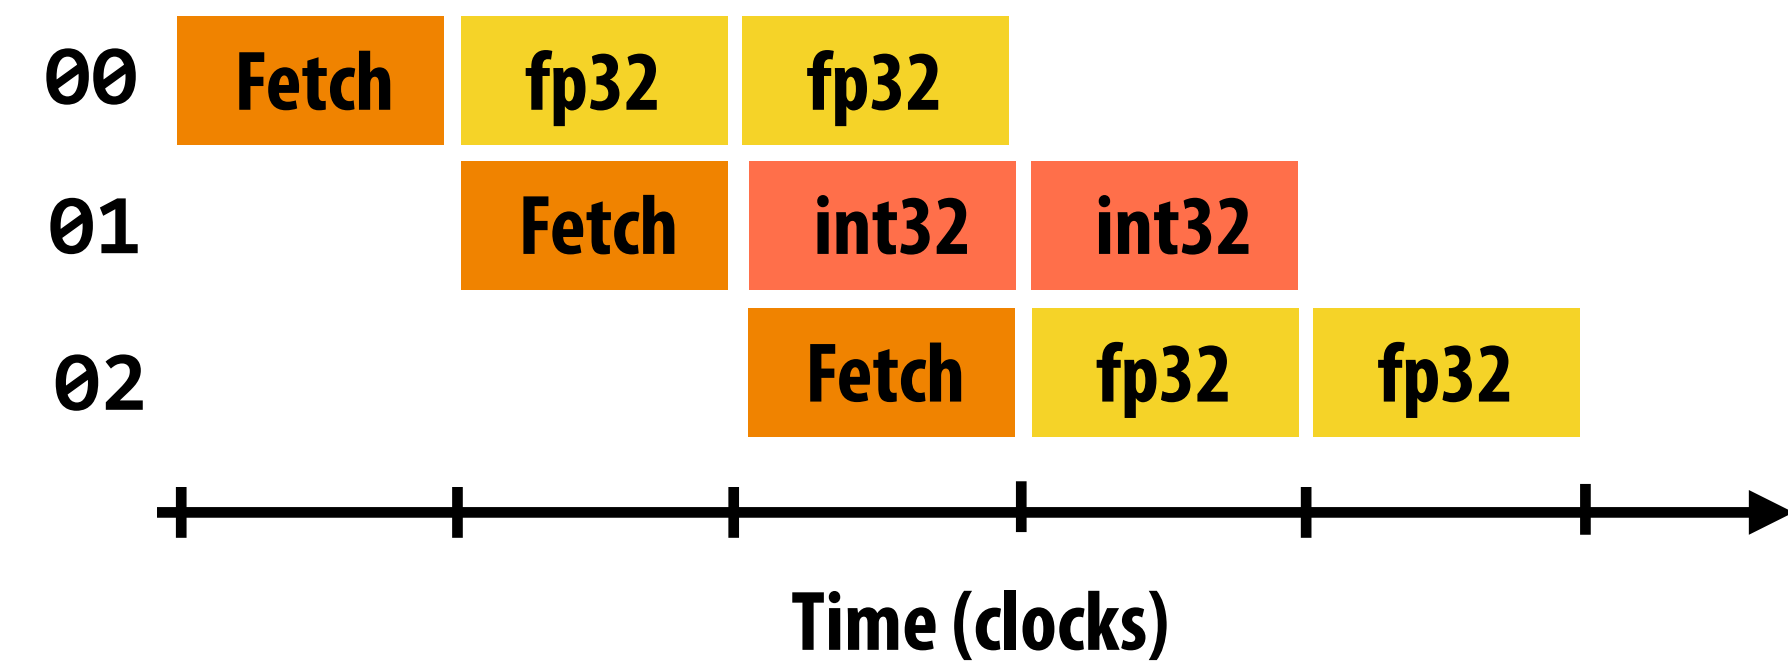 00 Fetch fp32 fp32
01 Fetch int32 int32
02 Fetch fp32 fp32
Time (clocks)